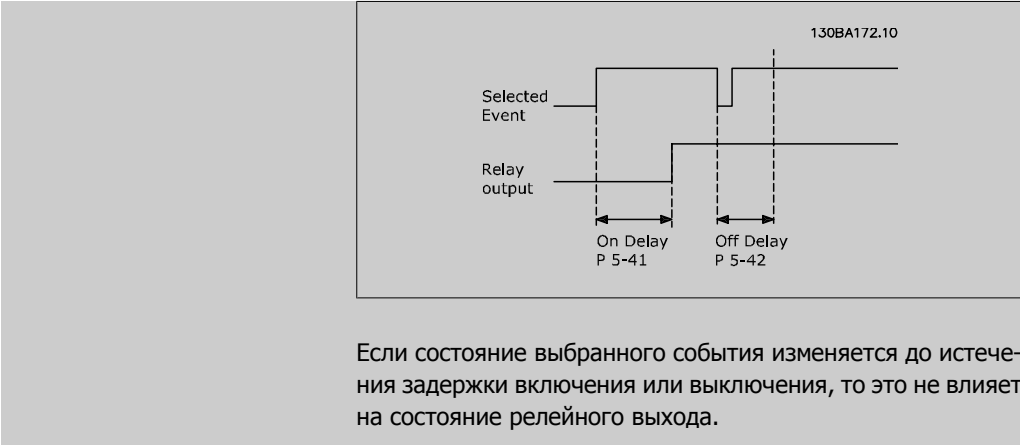 130BA172.10
Selected
Event
Relay
output
On Delay
P 5-41
Off Delay
P 5-42
Если состояние выбранного события изменяется до истече-
ния задержки включения или выключения, то это не влияет
на состояние релейного выхода.